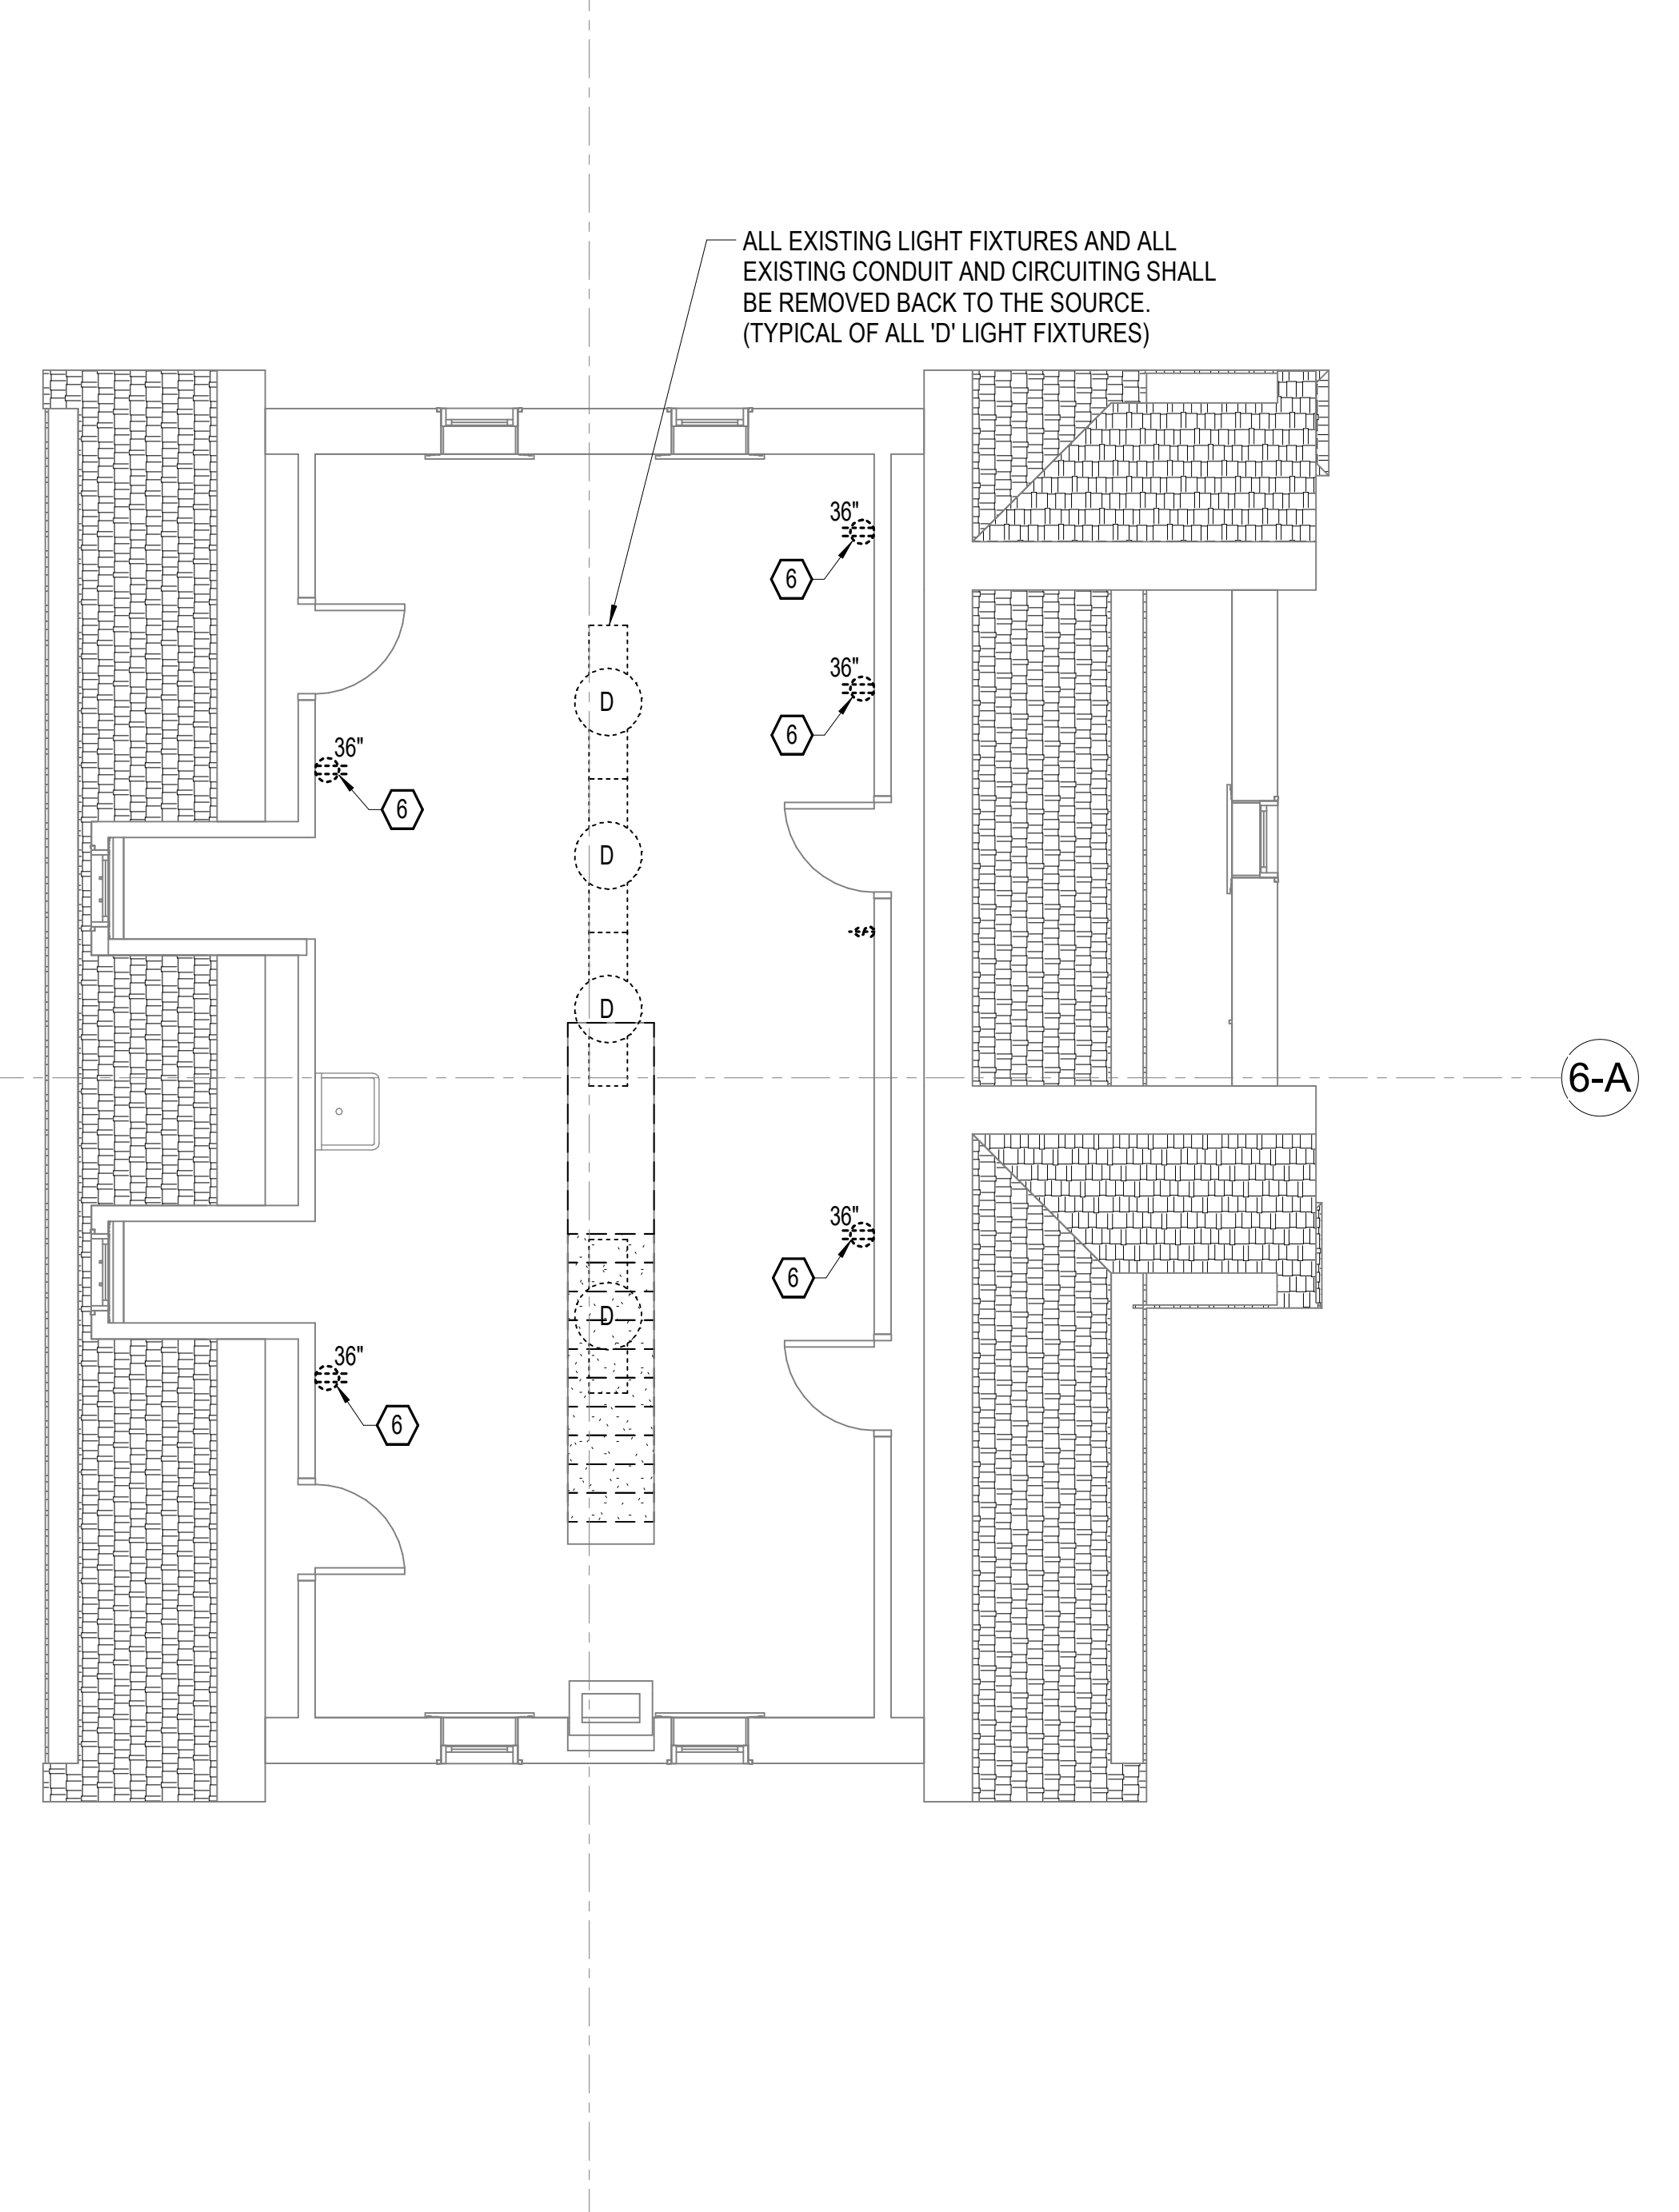 ALL EXISTING LIGHT FIXTURES AND ALL
EXISTING CONDUIT AND CIRCUITING SHALL
BE REMOVED BACK TO THE SOURCE.
(TYPICAL OF ALL 'D' LIGHT FIXTURES)
36"
6
36"
D
6
36"
6
D
D
6-A
36"
6
D
36"
6